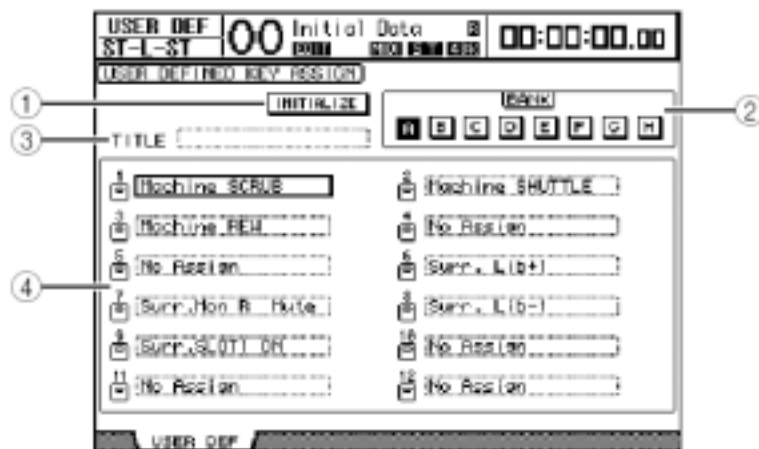 USER DEF
ST-L-ST
00 Initial Data
EDIT
00:00:00.00
USER DEFINED KEY ASSIGN
1
INITIALIZE
BANK
2
A B C D E F G H
3
TITLE
4
1 Machine SCRUB
2 Machine SHUTTLE
3 Machine REW
4 No Assign
5 No Assign
6 Surr. L(b+)
7 Surr.Mon R Mute
8 Surr. L(b-)
9 Surr.SLOT1 ON
10 No Assign
11 No Assign
12 No Assign
USER DEF